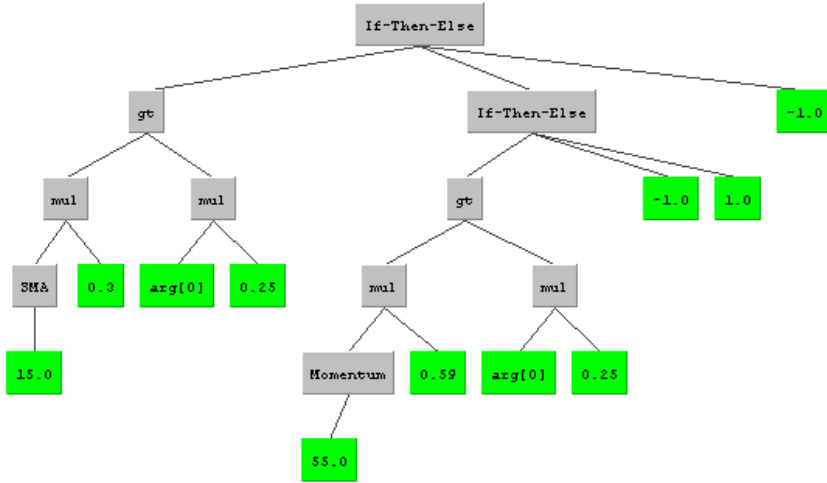 If-Then-Else
gt
If-Then-Else
-1.0
mul
mul
gt
-1.0
1.0
SMA
0.3
arg[0]
0.25
mul
mul
15.0
Momentum
0.59
arg[0]
0.25
55.0